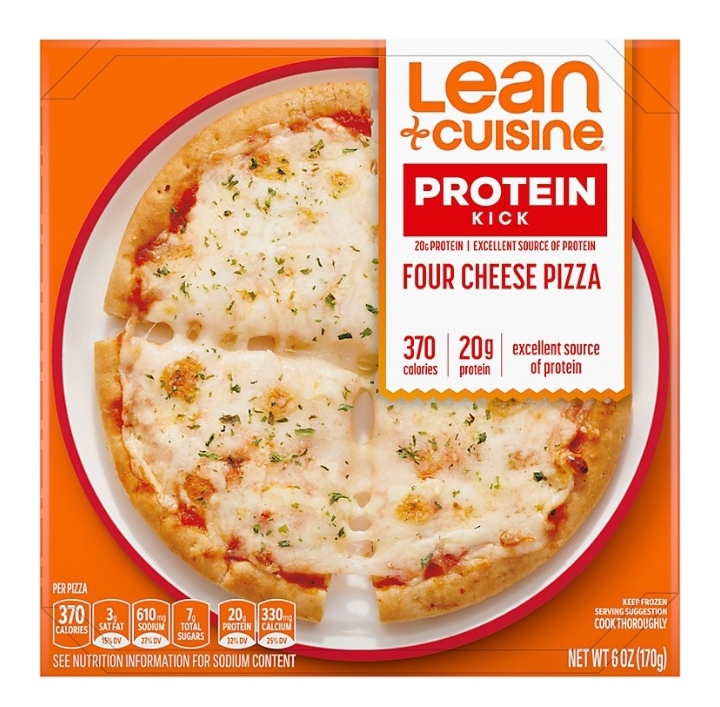 Lean
CUISINE
PROTEIN
KICK
20g PROTEIN | EXCELLENT SOURCE OF PROTEIN
FOUR CHEESE PIZZA
370 calories | 20g protein | excellent source of protein
PER PIZZA
370 CALORIES
3g SAT FAT 15% DV
610mg SODIUM 27% DV
7g TOTAL SUGARS
20g PROTEIN 32% DV
330mg CALCIUM 25% DV
SEE NUTRITION INFORMATION FOR SODIUM CONTENT
KEEP FROZEN
SERVING SUGGESTION
COOK THOROUGHLY
NET WT 6 OZ (170g)